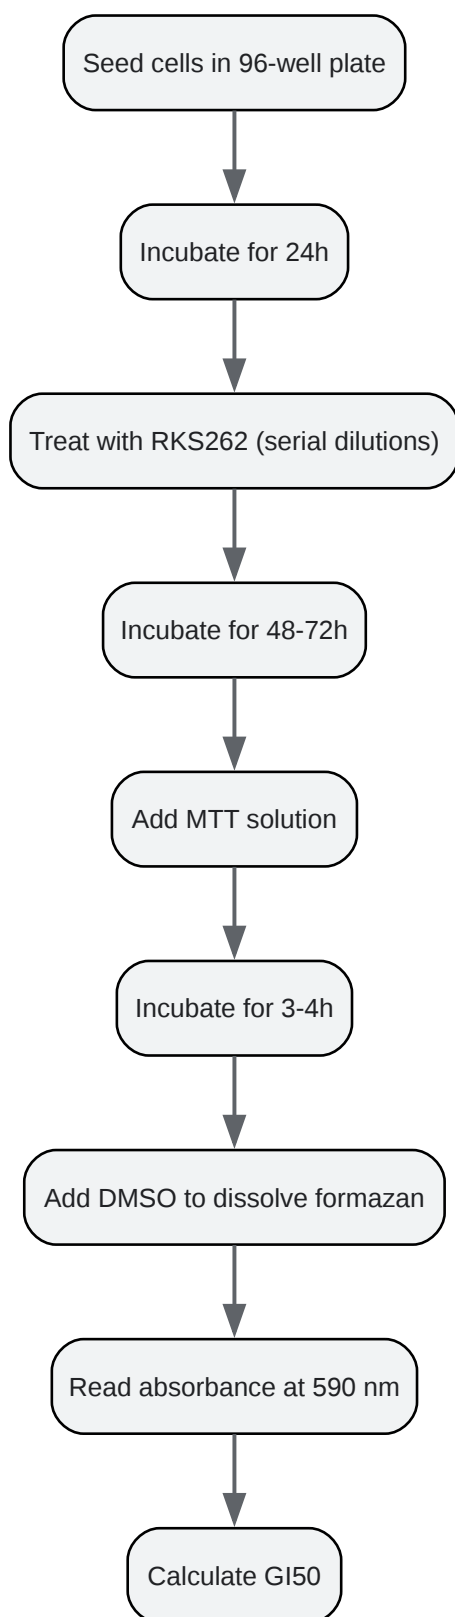 Seed cells in 96-well plate
Incubate for 24h
Treat with RKS262 (serial dilutions)
Incubate for 48-72h
Add MTT solution
Incubate for 3-4h
Add DMSO to dissolve formazan
Read absorbance at 590 nm
Calculate GI50